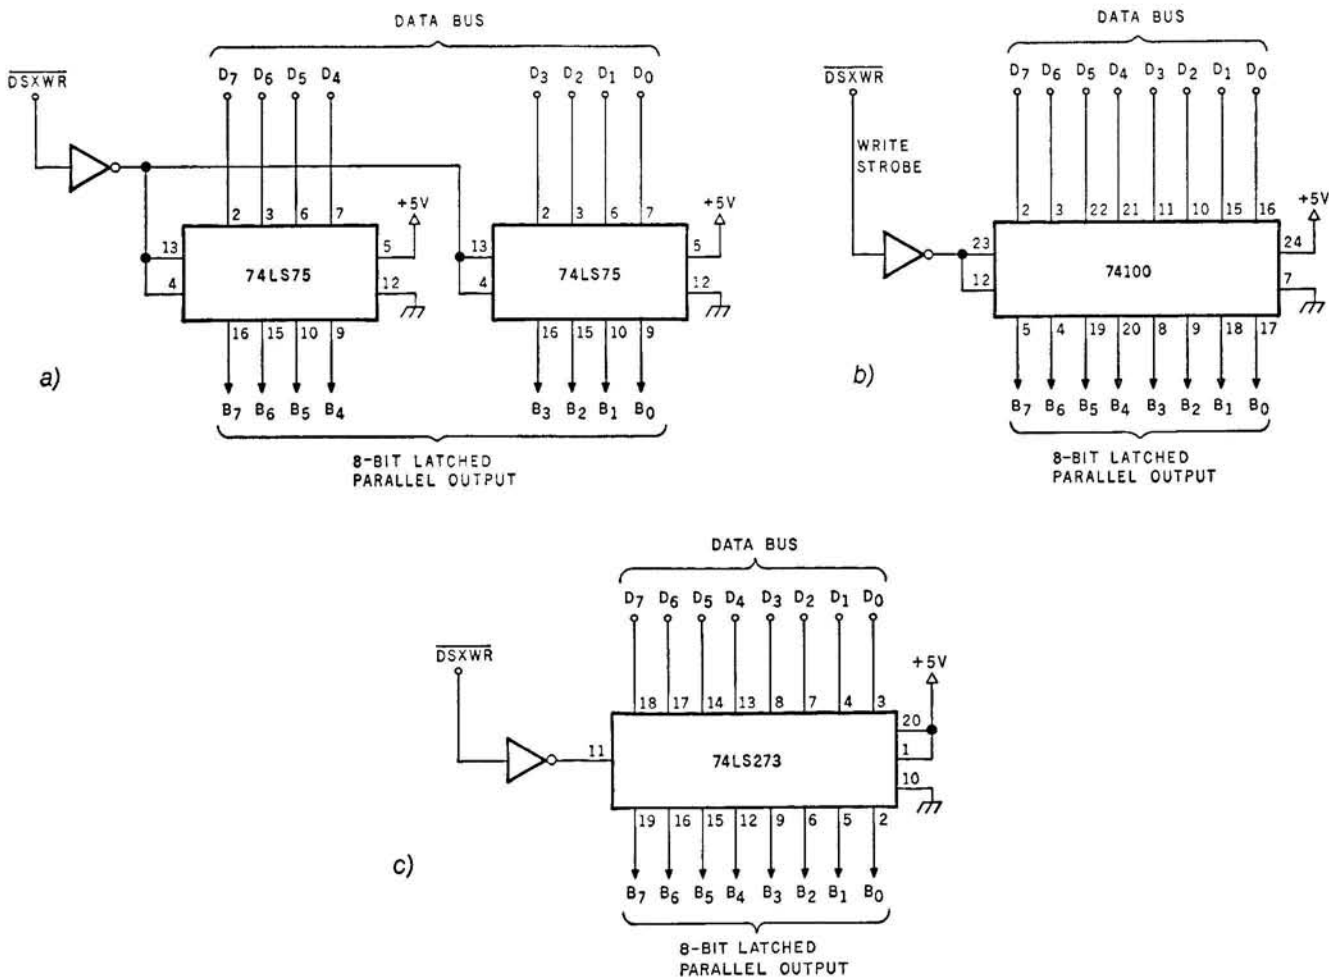 DATA BUS
D7 D6 D5 D4 D3 D2 D1 D0
DSXWR
+5V +5V
2 3 6 7 2 3 6 7
13 5 13 5
74LS75 74LS75
4 12 4 12
16 15 10 9 16 15 10 9
a)
B7 B6 B5 B4 B3 B2 B1 B0
8-BIT LATCHED
PARALLEL OUTPUT
DATA BUS
D7 D6 D5 D4 D3 D2 D1 D0
DSXWR
WRITE
STROBE
+5V
2 3 22 21 11 10 15 16
23 24
74100
12 7
5 4 19 20 8 9 18 17
b)
B7 B6 B5 B4 B3 B2 B1 B0
8-BIT LATCHED
PARALLEL OUTPUT
DATA BUS
D7 D6 D5 D4 D3 D2 D1 D0
DSXWR
+5V
18 17 14 13 8 7 4 3
20
11 74LS273 1
10
19 16 15 12 9 6 5 2
c)
B7 B6 B5 B4 B3 B2 B1 B0
8-BIT LATCHED
PARALLEL OUTPUT